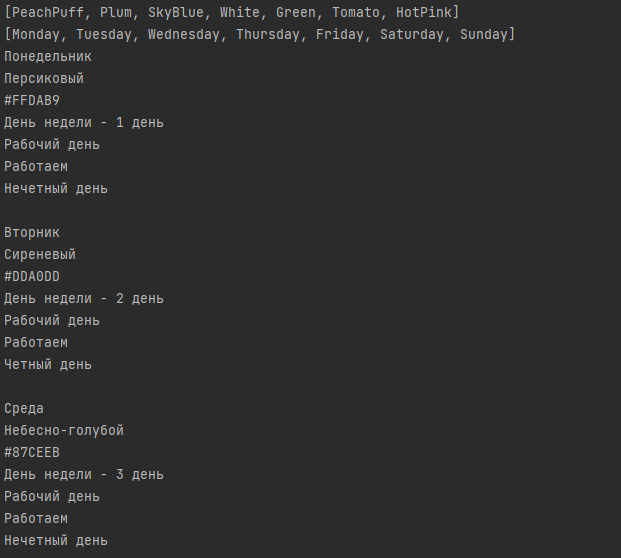 [PeachPuff, Plum, SkyBlue, White, Green, Tomato, HotPink]
[Monday, Tuesday, Wednesday, Thursday, Friday, Saturday, Sunday]
Понедельник
Персиковый
#FFDAB9
День недели - 1 день
Рабочий день
Работаем
Нечетный день

Вторник
Сиреневый
#DDA0DD
День недели - 2 день
Рабочий день
Работаем
Четный день

Среда
Небесно-голубой
#87CEEB
День недели - 3 день
Рабочий день
Работаем
Нечетный день